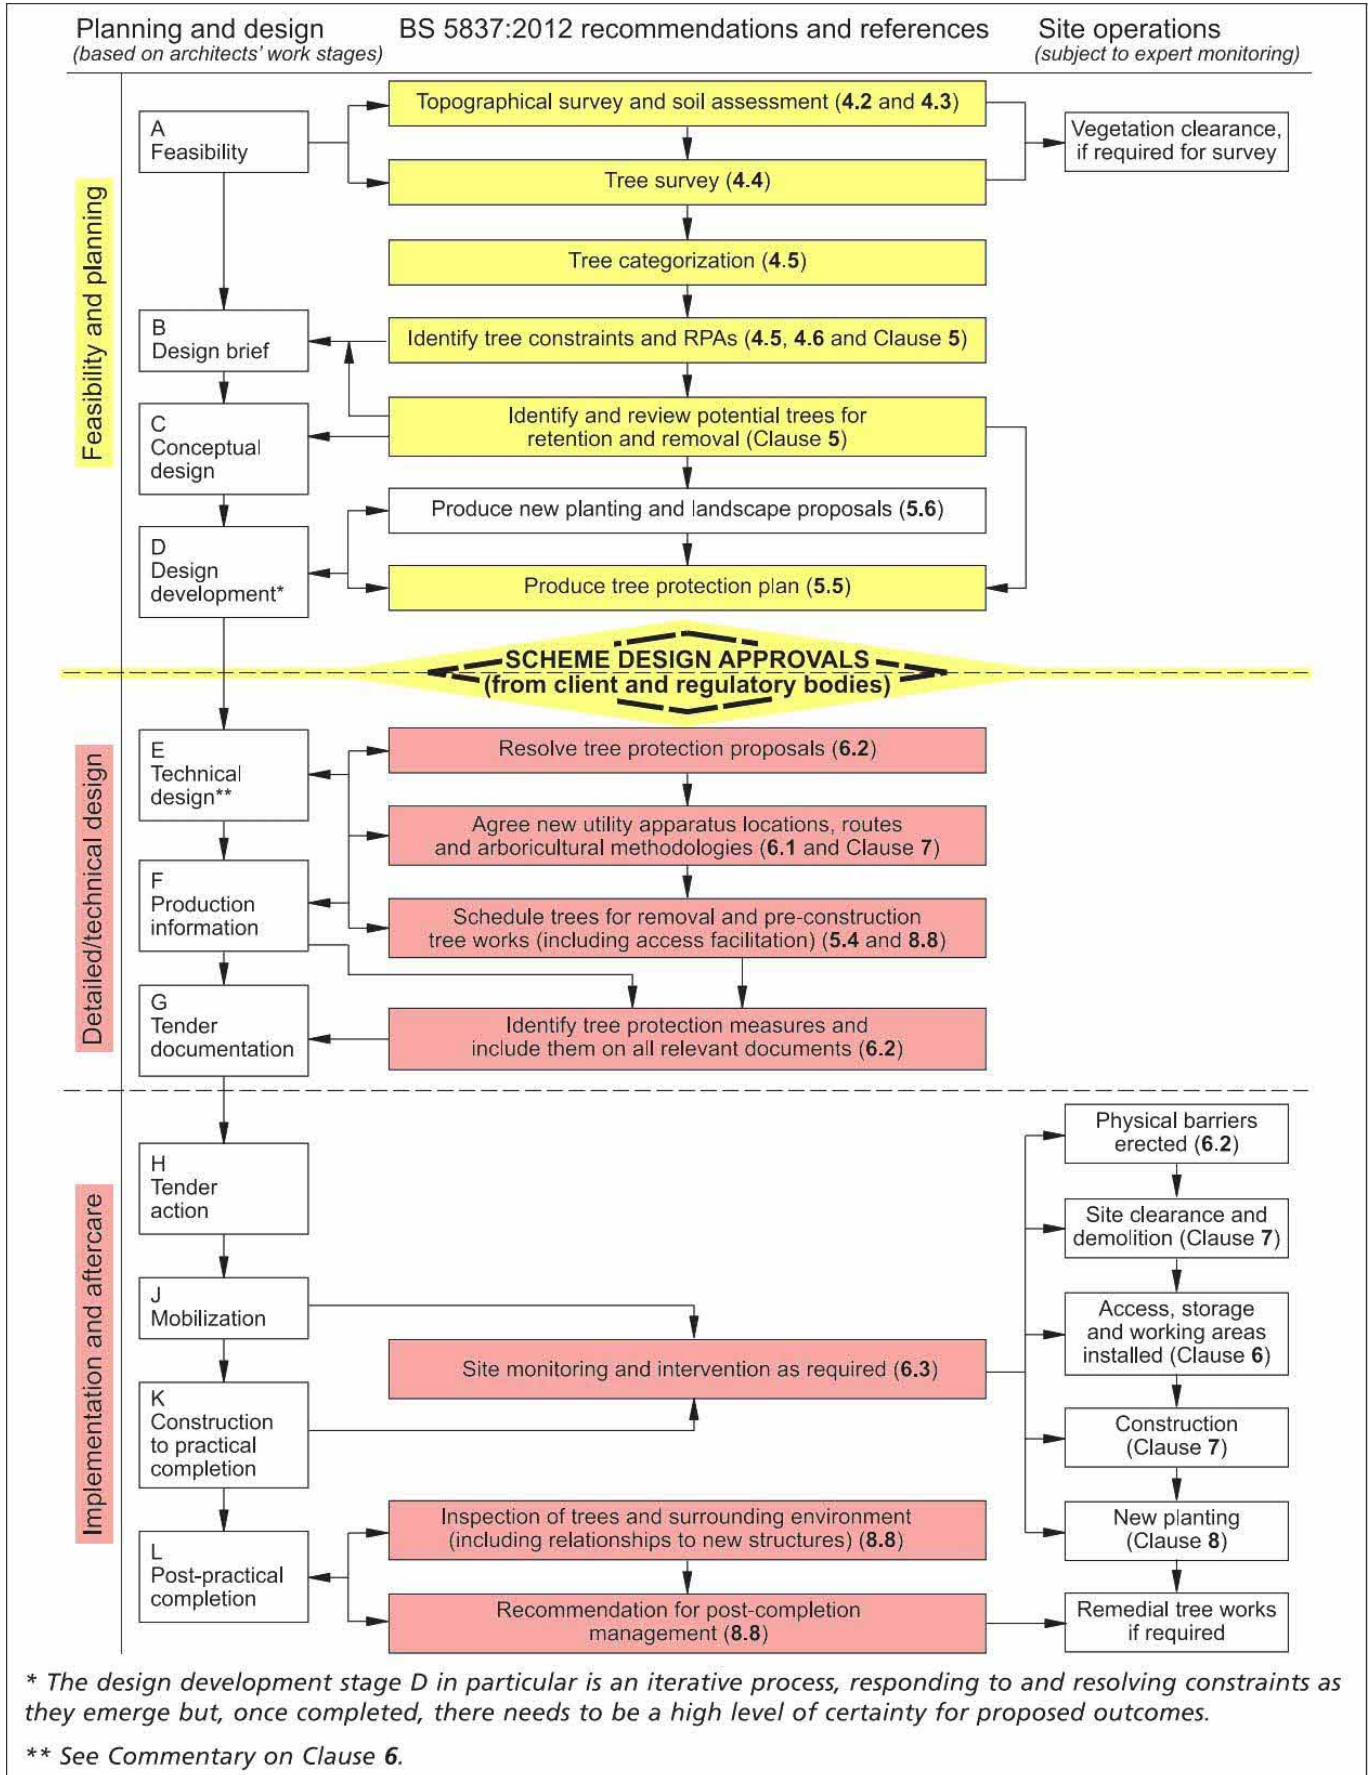 Planning and design
(based on architects' work stages)
BS 5837:2012 recommendations and references
Site operations
(subject to expert monitoring)
Feasibility and planning
A
Feasibility
Topographical survey and soil assessment (4.2 and 4.3)
Vegetation clearance,
if required for survey
Tree survey (4.4)
Tree categorization (4.5)
B
Design brief
Identify tree constraints and RPAs (4.5, 4.6 and Clause 5)
C
Conceptual
design
Identify and review potential trees for
retention and removal (Clause 5)
Produce new planting and landscape proposals (5.6)
D
Design
development*
Produce tree protection plan (5.5)
SCHEME DESIGN APPROVALS
(from client and regulatory bodies)
Detailed/technical design
E
Technical
design**
Resolve tree protection proposals (6.2)
Agree new utility apparatus locations, routes
and arboricultural methodologies (6.1 and Clause 7)
F
Production
information
Schedule trees for removal and pre-construction
tree works (including access facilitation) (5.4 and 8.8)
G
Tender
documentation
Identify tree protection measures and
include them on all relevant documents (6.2)
Implementation and aftercare
H
Tender
action
Physical barriers
erected (6.2)
Site clearance and
demolition (Clause 7)
J
Mobilization
Access, storage
and working areas
installed (Clause 6)
Site monitoring and intervention as required (6.3)
K
Construction
to practical
completion
Construction
(Clause 7)
Inspection of trees and surrounding environment
(including relationships to new structures) (8.8)
New planting
(Clause 8)
L
Post-practical
completion
Recommendation for post-completion
management (8.8)
Remedial tree works
if required
* The design development stage D in particular is an iterative process, responding to and resolving constraints as
they emerge but, once completed, there needs to be a high level of certainty for proposed outcomes.
** See Commentary on Clause 6.